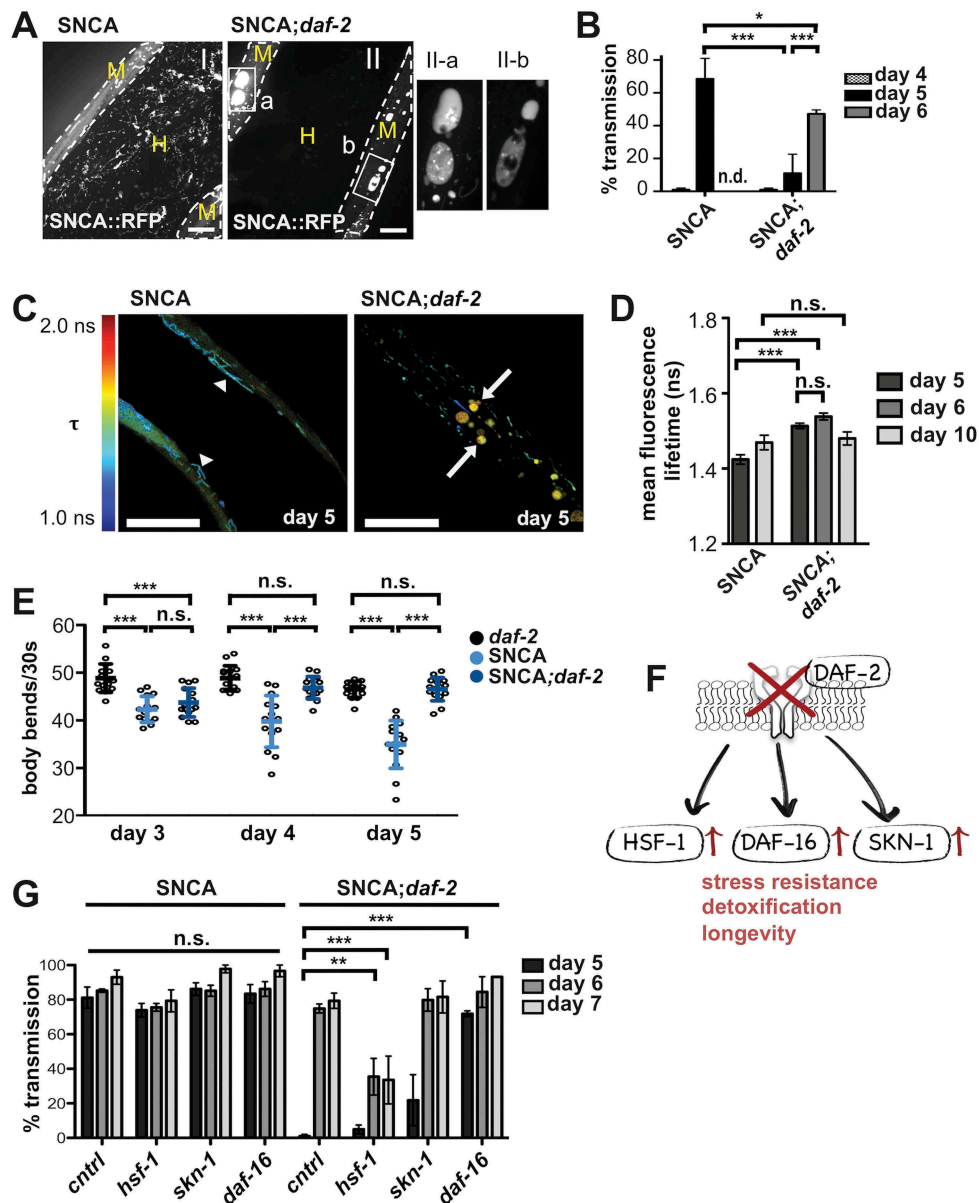 A
SNCA
SNCA;daf-2
M
I
H
M
SNCA::RFP
M
II
a
H
M
b
SNCA::RFP
II-a
II-b
B
% transmission
80
60
40
20
0
*
***
***
n.d.
day 4
day 5
day 6
SNCA
SNCA;
daf-2
C
SNCA
SNCA;daf-2
2.0 ns
τ
1.0 ns
day 5
day 5
D
mean fluorescence
lifetime (ns)
1.8
1.6
1.4
1.2
n.s.
***
***
n.s.
day 5
day 6
day 10
SNCA
SNCA;
daf-2
E
body bends/30s
60
50
40
30
20
***
*** n.s.
n.s.
*** ***
n.s.
*** ***
day 3
day 4
day 5
daf-2
SNCA
SNCA;daf-2
F
DAF-2
HSF-1
DAF-16
SKN-1
stress resistance
detoxification
longevity
G
SNCA
SNCA;daf-2
% transmission
100
80
60
40
20
0
n.s.
***
***
**
day 5
day 6
day 7
cntrl
hsf-1
skn-1
daf-16
cntrl
hsf-1
skn-1
daf-16